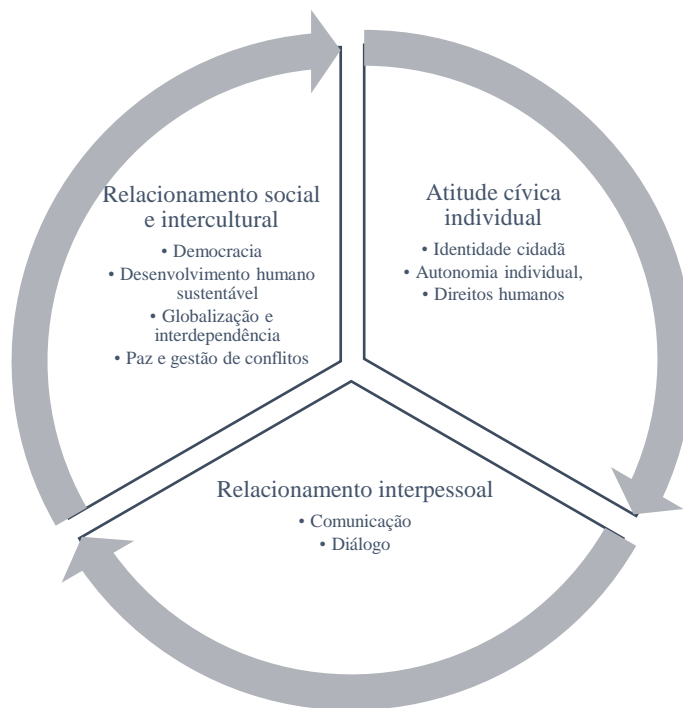 Relacionamento social
e intercultural
• Democracia
• Desenvolvimento humano
sustentável
• Globalização e
interdependência
• Paz e gestão de conflitos
Atitude cívica
individual
• Identidade cidadã
• Autonomia individual,
• Direitos humanos
Relacionamento interpessoal
• Comunicação
• Diálogo